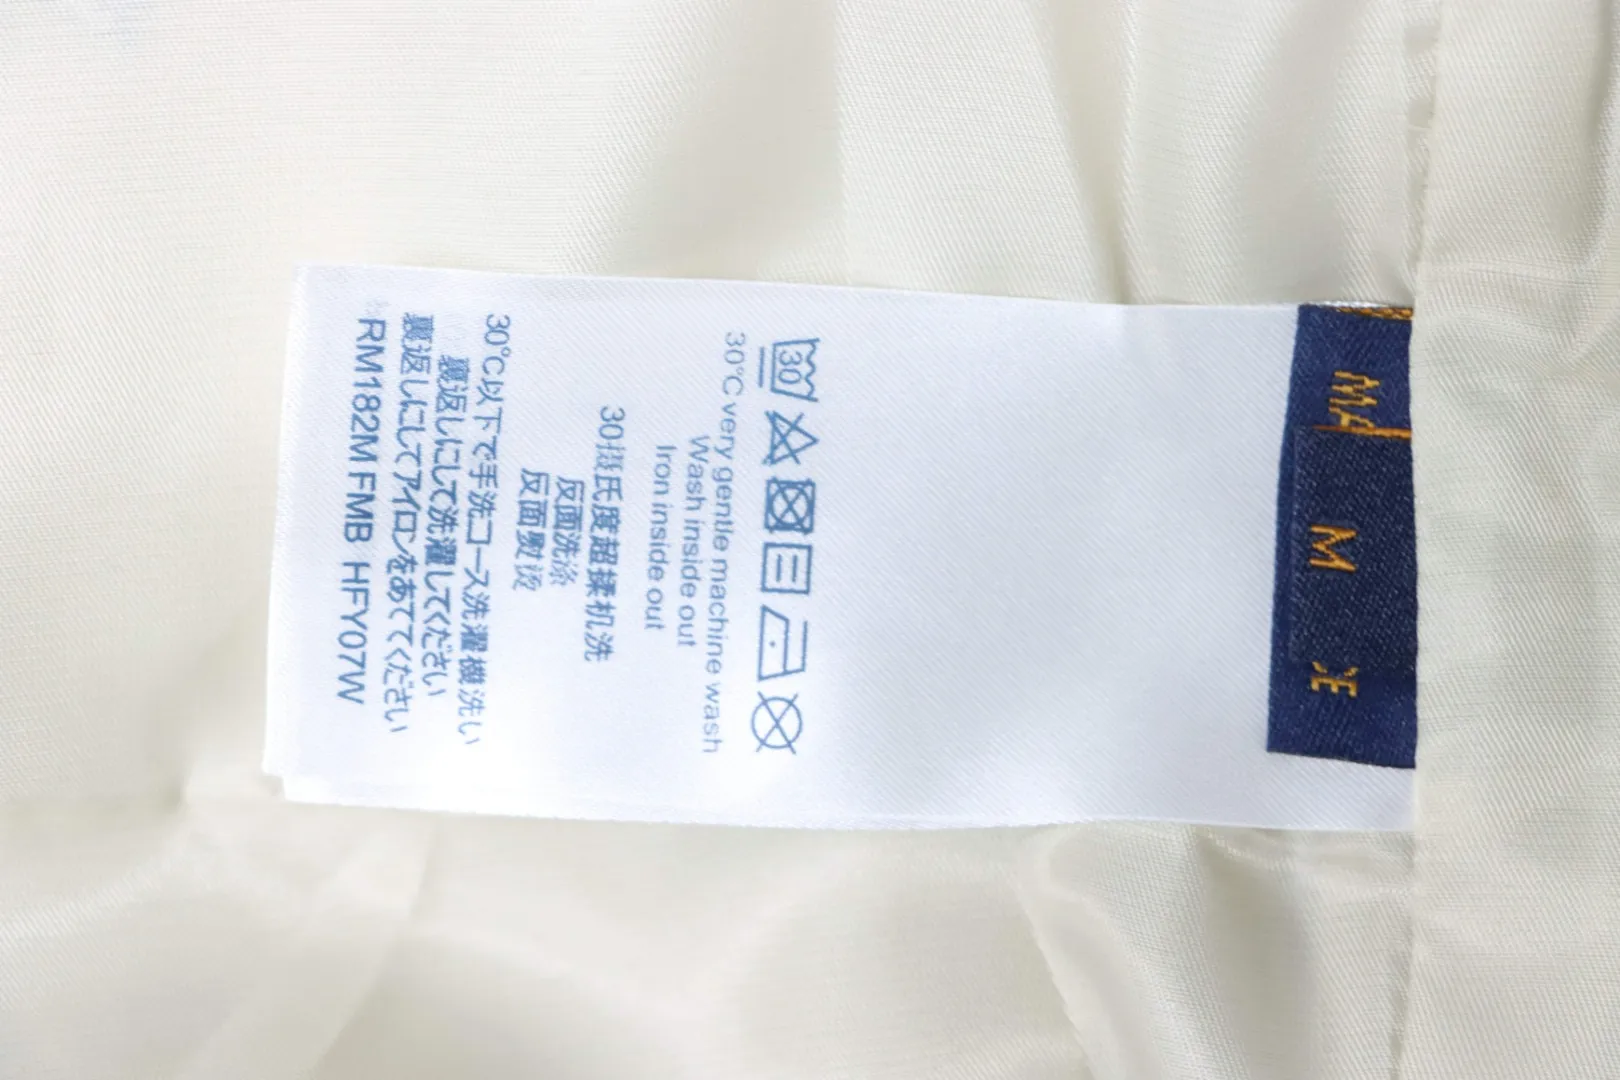 MA
M
CE
30
30°C very gentle machine wash
Wash inside out
Iron inside out
30摄氏度超揉机洗
反面洗涤
反面熨烫
30℃以下で手洗コース洗濯機洗い
裏返しにして洗濯してください
裏返しにしてアイロンをあててください
RM182M FMB HFY07W